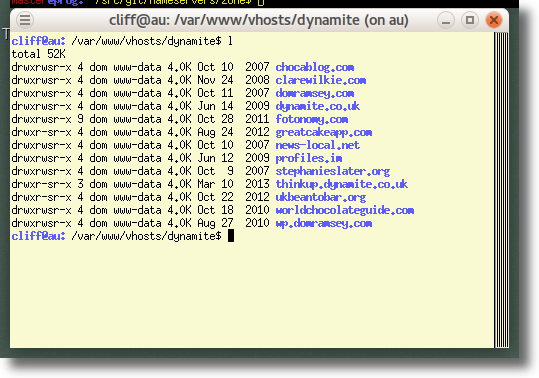 master@prog: ~/src/git/nameservers/zone$
cliff@au: /var/www/vhosts/dynamite (on au)
cliff@au: /var/www/vhosts/dynamite$ l
total 52K
drwxrwsr-x 4 dom www-data 4.0K Oct 10  2007 chocablog.com
drwxrwsr-x 4 dom www-data 4.0K Nov 24  2008 clarewilkie.com
drwxrwsr-x 4 dom www-data 4.0K Oct 11  2007 domramsey.com
drwxrwsr-x 4 dom www-data 4.0K Jun 14  2009 dynamite.co.uk
drwxrwsr-x 9 dom www-data 4.0K Oct 28  2011 fotonomy.com
drwxr-sr-x 4 dom www-data 4.0K Aug 24  2012 greatcakeapp.com
drwxrwsr-x 4 dom www-data 4.0K Oct 10  2007 news-local.net
drwxrwsr-x 4 dom www-data 4.0K Jun 12  2009 profiles.im
drwxrwsr-x 4 dom www-data 4.0K Oct  9  2007 stephanieslater.org
drwxr-sr-x 3 dom www-data 4.0K Mar 10  2013 thinkup.dynamite.co.uk
drwxr-sr-x 4 dom www-data 4.0K Oct 22  2012 ukbeantobar.org
drwxrwsr-x 4 dom www-data 4.0K Oct 18  2010 worldchocolateguide.com
drwxrwsr-x 4 dom www-data 4.0K Aug 27  2010 wp.domramsey.com
cliff@au: /var/www/vhosts/dynamite$